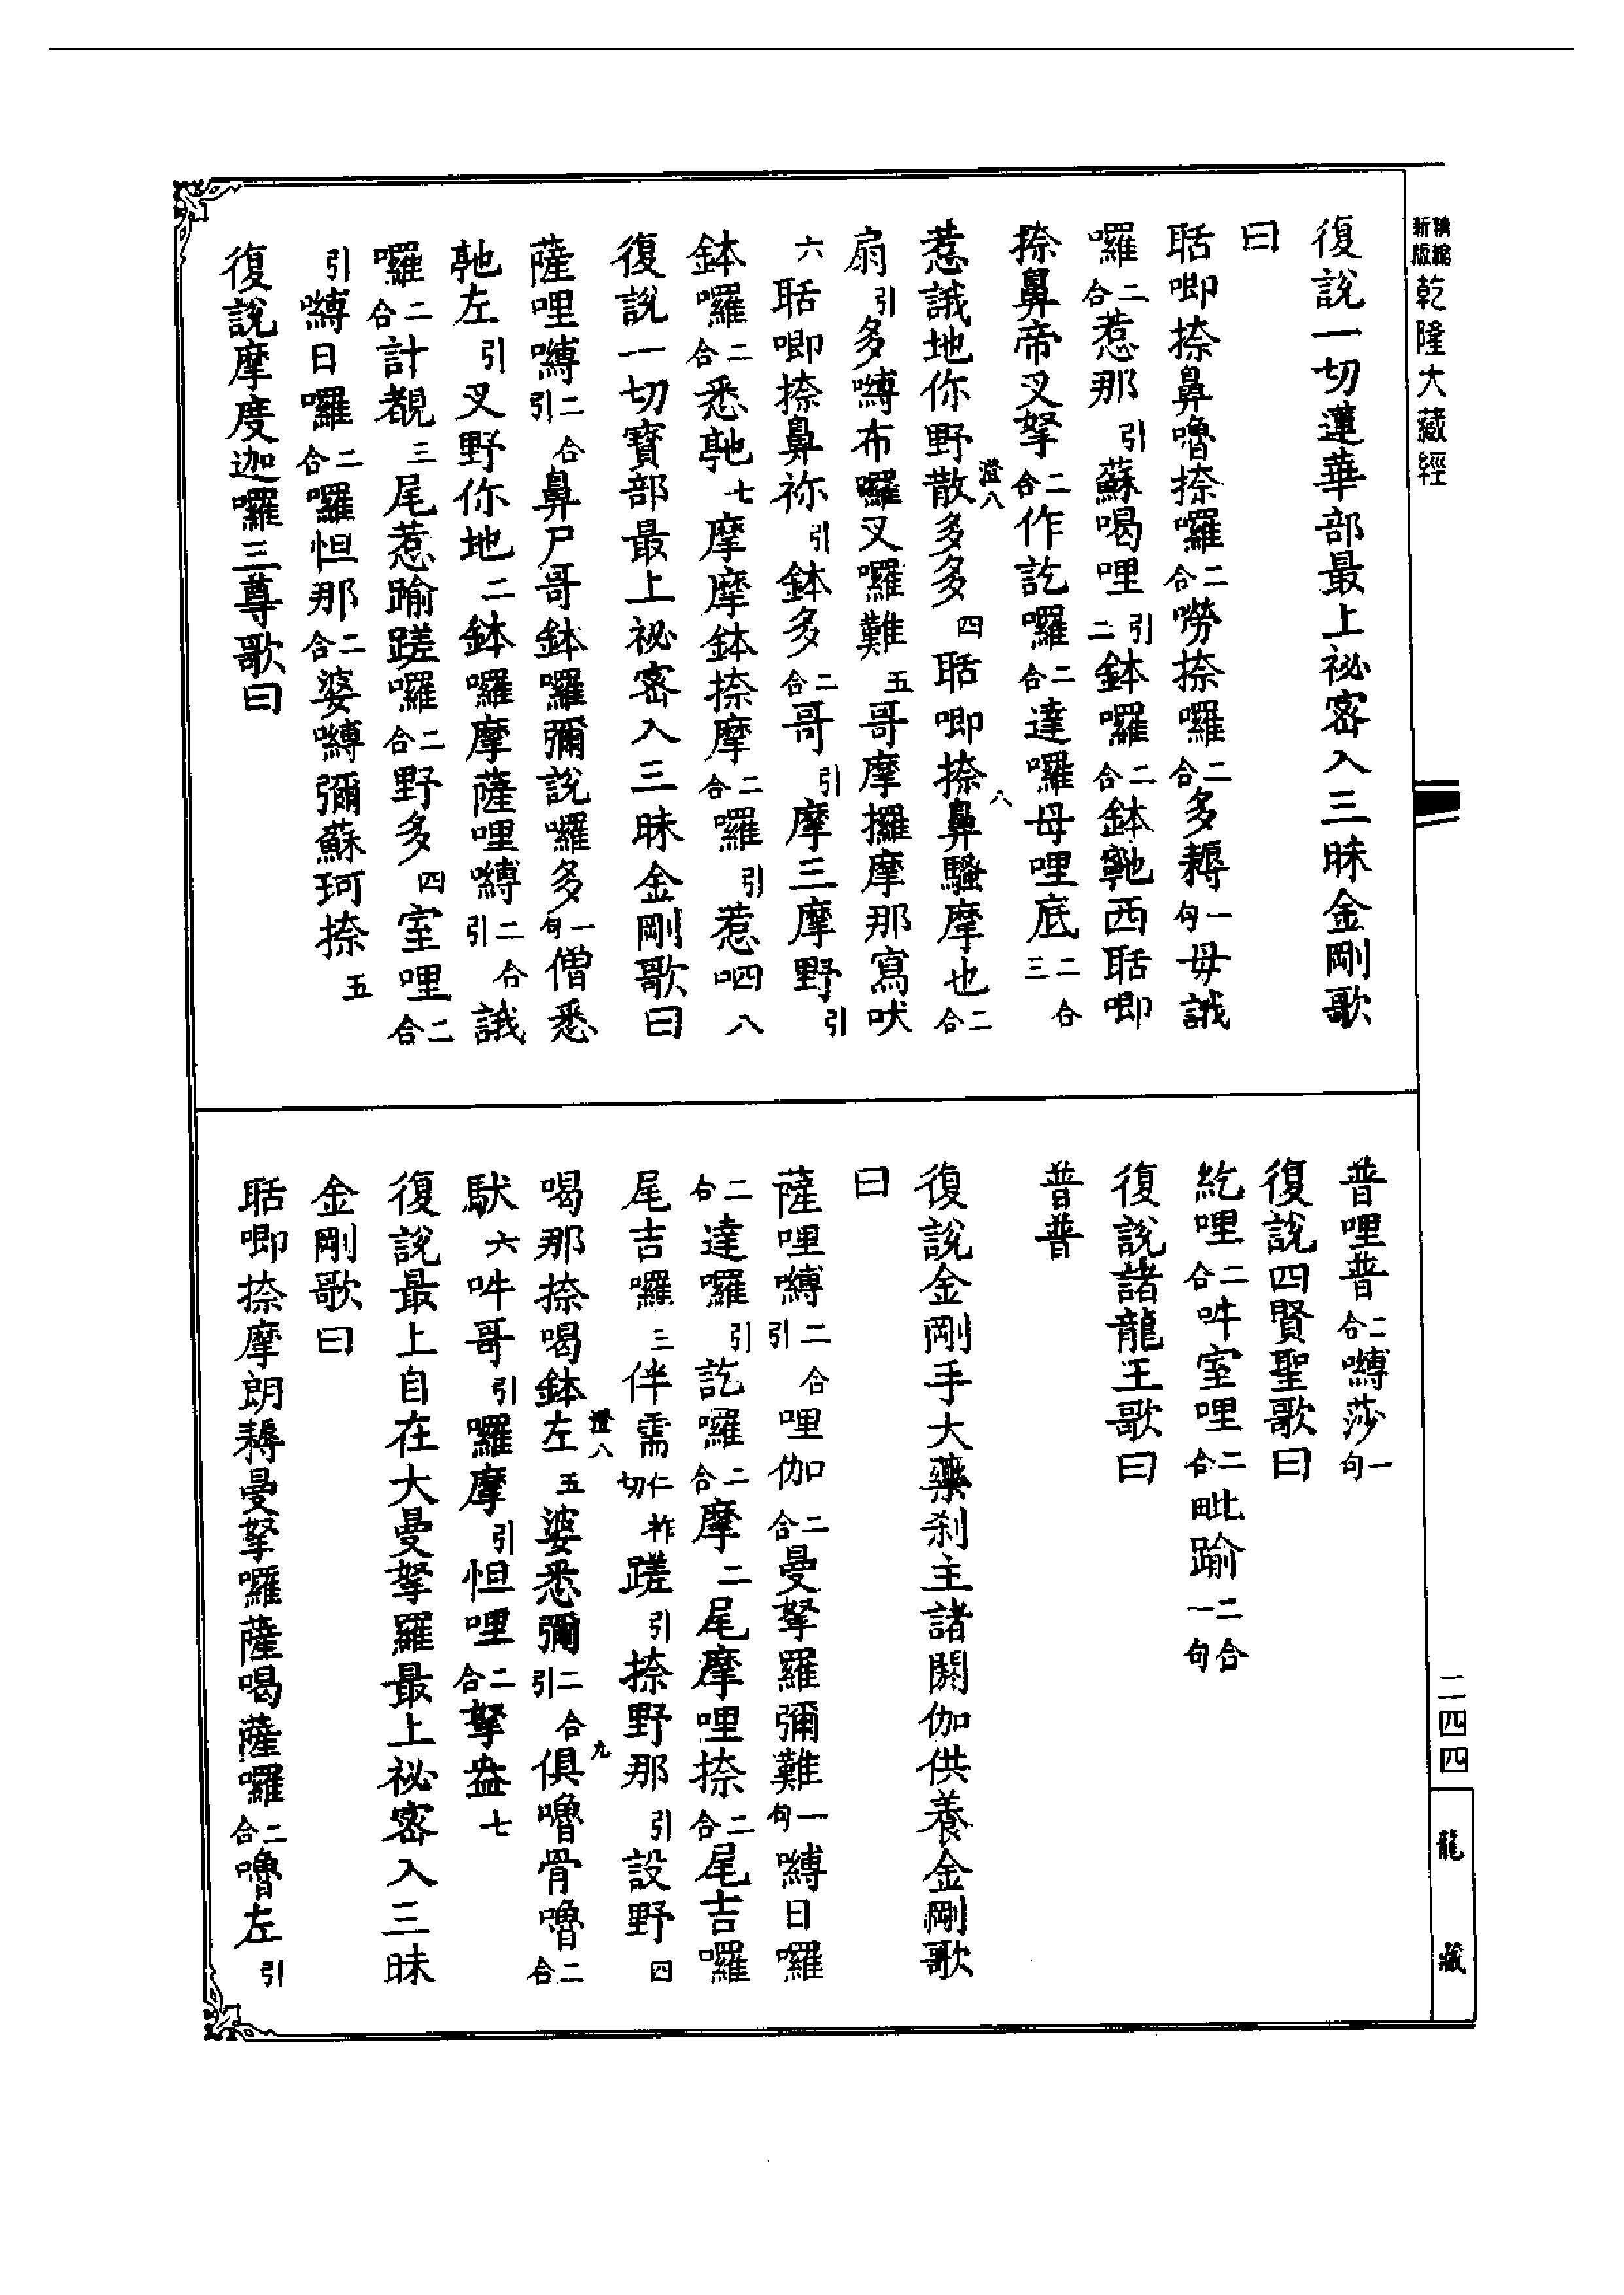 新版
精縮
乾隆大藏經
復說一切蓮華部最上祕密入三昧金剛歌
曰
聒唧捺鼻嚕捺囉二合嘮捺囉二合多耨一句毋誐
囉二合惹那引蘇喝哩引二鉢囉二合鉢馳西聒唧
捺鼻帝叉拏二合作訖囉二合達囉母哩底二合三
惹誐地你野散多多四聒唧捺鼻騷摩也二合
扇引多嚩布囉叉囉難五哥摩攞摩那寫吠
六聒唧捺鼻祢引鉢多二合哥引摩三摩野引
鉢囉二合悉馳七摩摩鉢捺摩二合囉引惹呬八
復說一切寶部最上祕密入三昧金剛歌曰
薩哩嚩二合引鼻尸哥鉢囉彌說囉多一句僧悉
馳左引叉野你地二鉢囉摩薩哩嚩二合引誐
囉二合計覩三尾惹踰蹉囉二合野多四室哩二合
引嚩日囉二合囉怛那二合婆嚩彌蘇珂捺五
復說摩度迦囉三尊歌曰
普哩普二合嚩莎一句
復說四賢聖歌曰
紇哩二合吽室哩二合毗踰二合一句
復說諸龍王歌曰
普普
復說金剛手大藥刹主諸閼伽供養金剛歌
曰
薩哩嚩二合引哩伽二合曼拏羅彌難一句嚩日囉
二合達囉引訖囉二合摩二尾摩哩捺二合尾吉囉
尾吉囉三伴需仁祚切蹉引捺野那引設野四
喝那捺喝鉢左五婆悉彌二合引俱嚕骨嚕二合
馱六吽哥引囉摩引怛哩二合拏盎七
復說最上自在大曼拏羅最上祕密入三昧
金剛歌曰
聒唧捺摩朗耨曼拏囉薩喝薩囉二合嚕左引
澄八
八
澄八
九
二四四
龍
藏